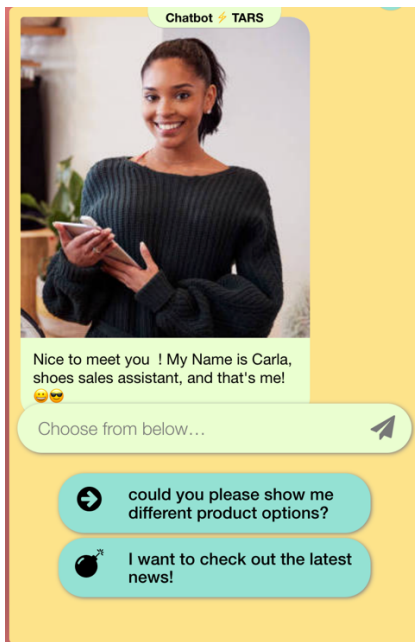 Chatbot ⚡ TARS
Nice to meet you  ! My Name is Carla,
shoes sales assistant, and that's me!
😀😎
Choose from below...
could you please show me
different product options?
I want to check out the latest
news!